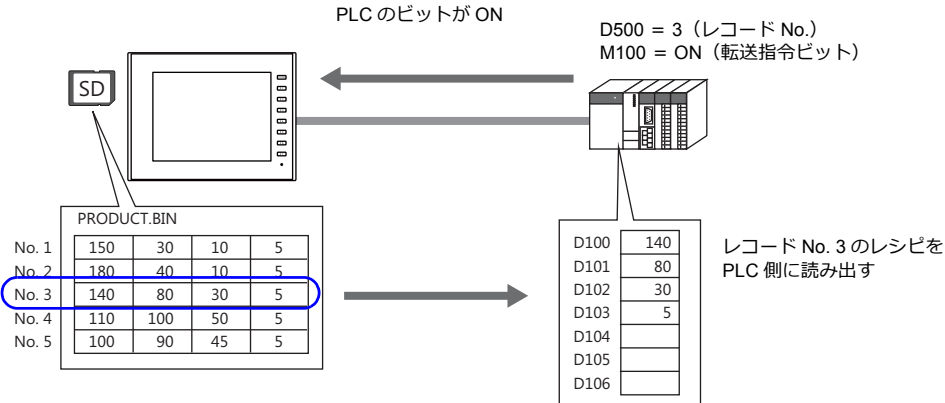 PLC のビットが ON
D500 = 3（レコード No.）
M100 = ON（転送指令ビット）
SD
PRODUCT.BIN
No. 1 150 30 10 5
No. 2 180 40 10 5
No. 3 140 80 30 5
No. 4 110 100 50 5
No. 5 100 90 45 5
D100 140
D101 80
D102 30
D103 5
D104
D105
D106
レコード No. 3 のレシピを
PLC 側に読み出す